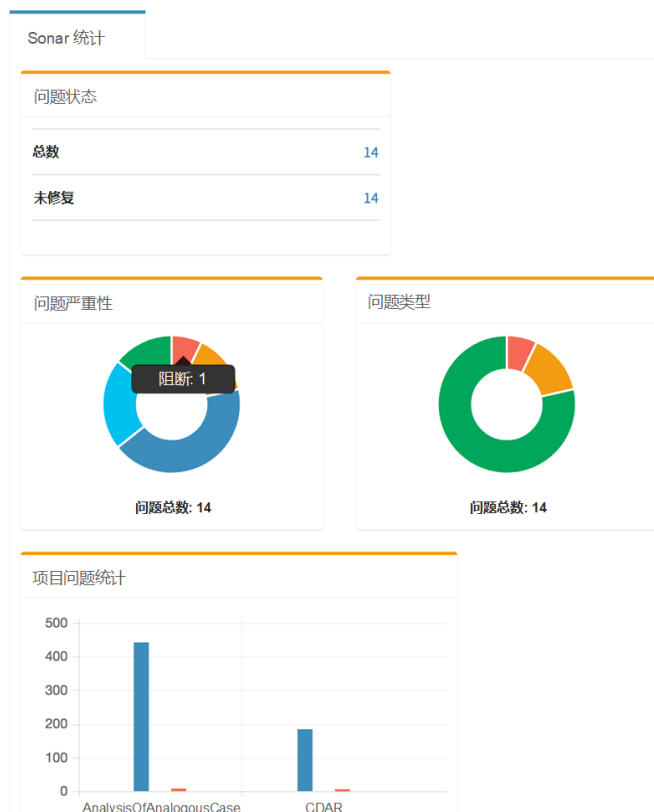 Sonar 统计
问题状态
总数 14
未修复 14
问题严重性
问题类型
阻断: 1
问题总数: 14
问题总数: 14
项目问题统计
500
400
300
200
100
0
AnalysisOfAnalogousCase CDAR